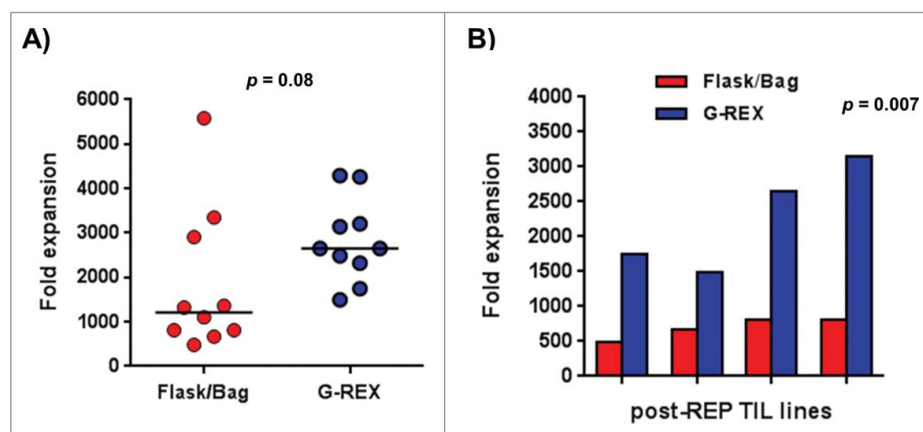 A)
p = 0.08
6000
5000
4000
3000
2000
1000
0
Fold expansion
Flask/Bag
G-REX
B)
Flask/Bag
G-REX
p = 0.007
4000
3500
3000
2500
2000
1500
1000
500
0
Fold expansion
post-REP TIL lines